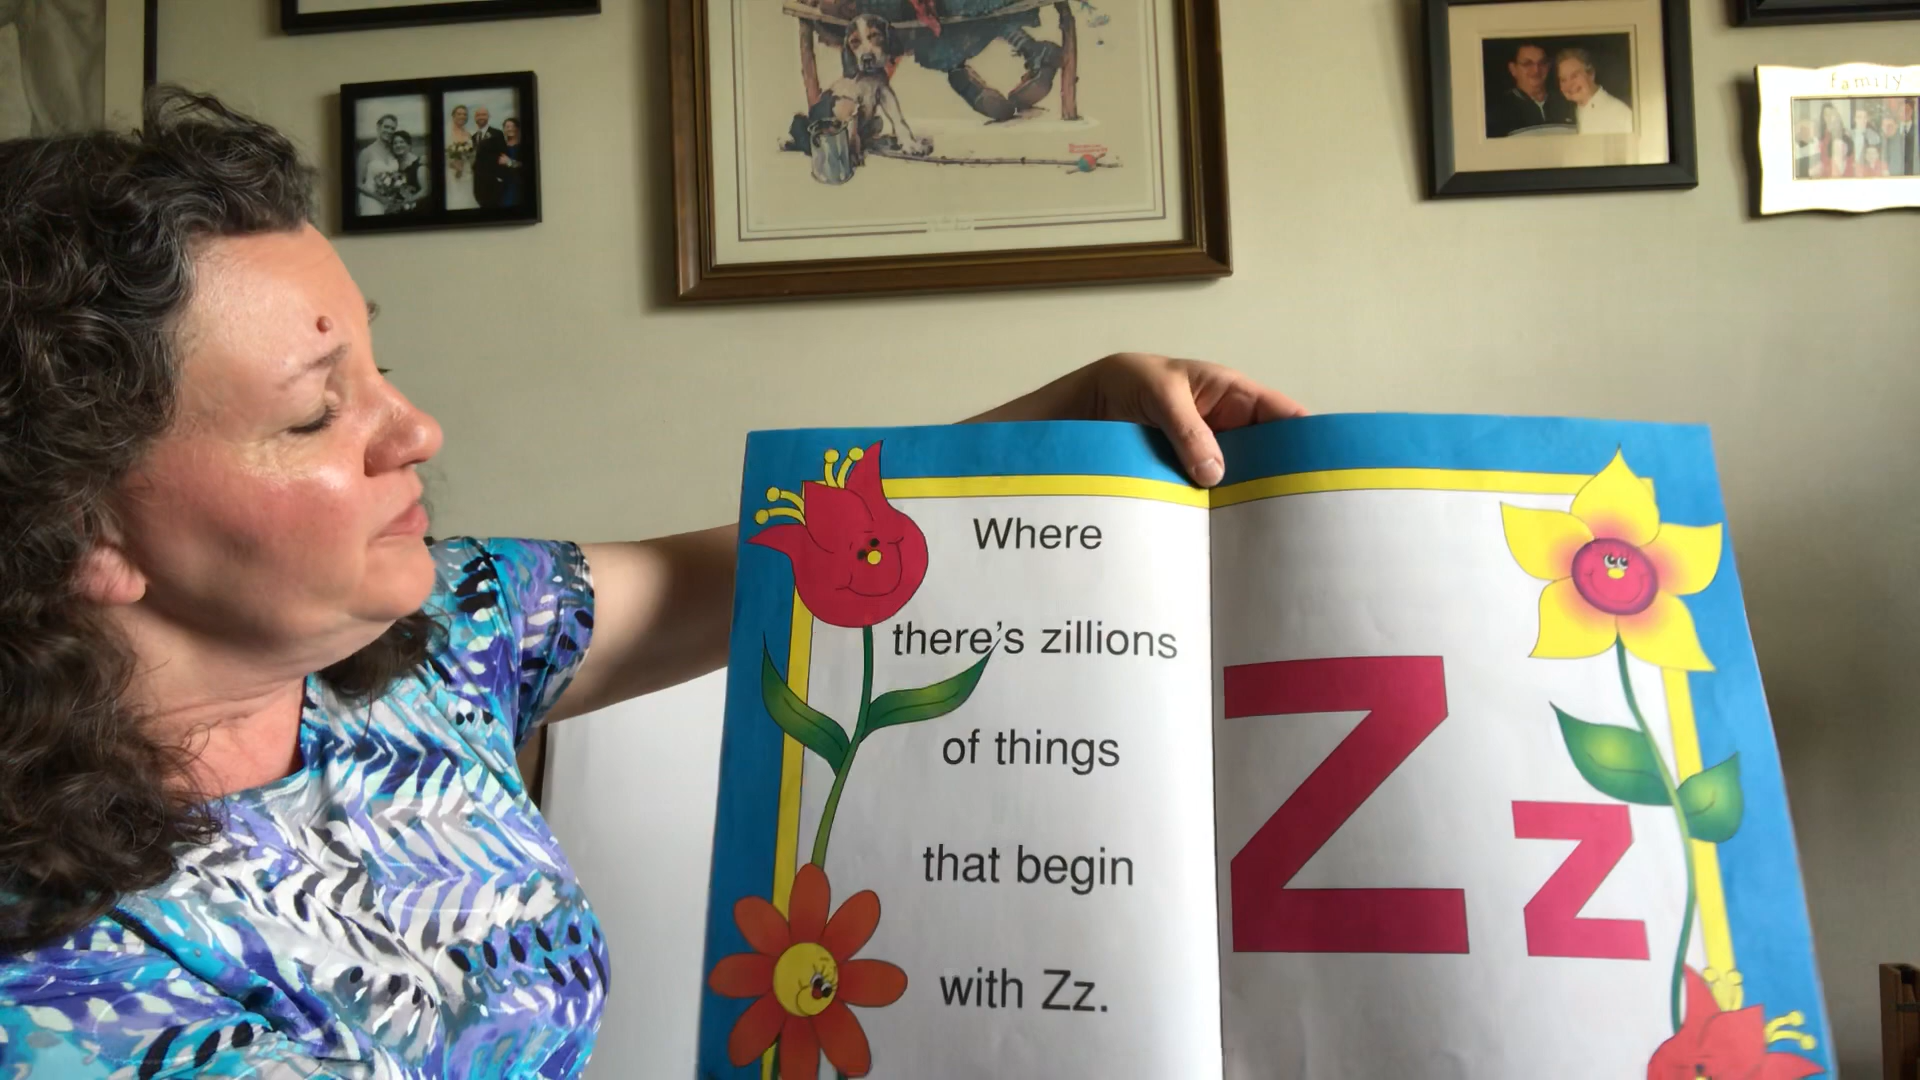 family
Where
there's zillions
of things
that begin
with Zz.
Zz